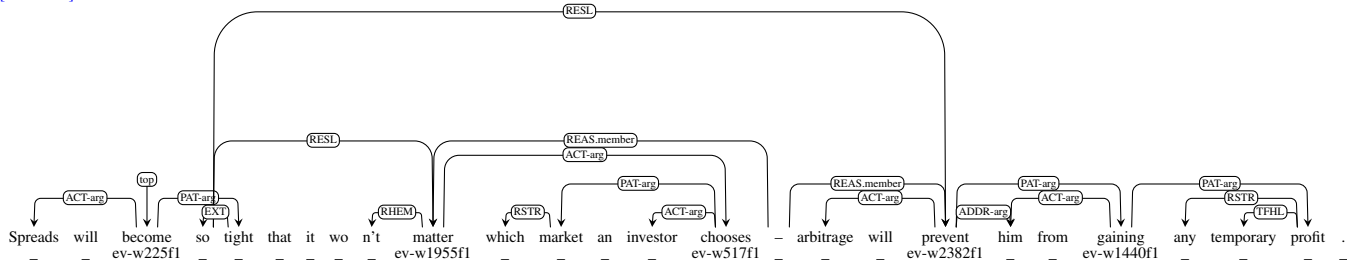 RESL
RESL REAS.member
ACT-arg
top PAT-arg REAS.member PAT-arg PAT-arg
ACT-arg PAT-arg ACT-arg ACT-arg RSTR
EXT RHEM RSTR ACT-arg ADDR-arg TFHL
Spreads will become so tight that it wo n't matter which market an investor chooses – arbitrage will prevent him from gaining any temporary profit .
_ _ ev-w225f1 _ _ _ _ _ _ ev-w1955f1 _ _ _ _ ev-w517f1 _ _ _ ev-w2382f1 _ _ ev-w1440f1 _ _ _ _